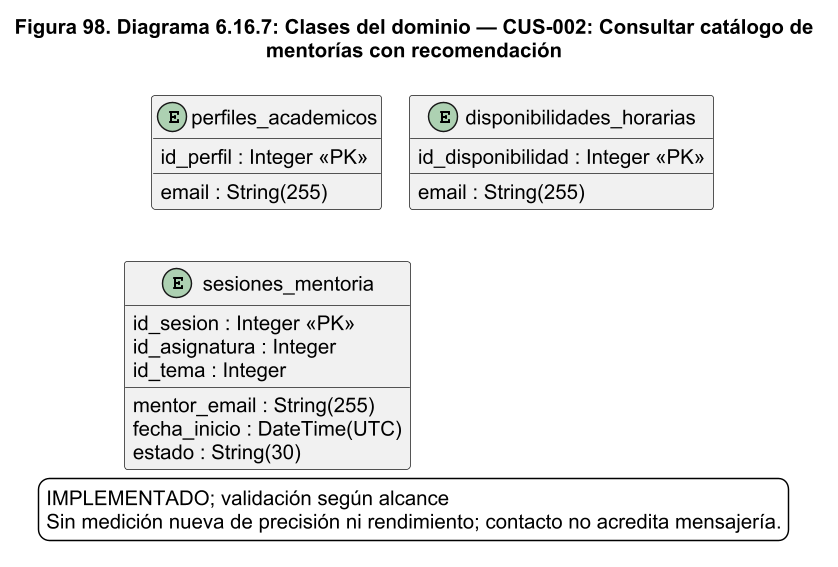 Figura 98. Diagrama 6.16.7: Clases del dominio — CUS-002: Consultar catálogo de
mentorías con recomendación
E perfiles_academicos
id_perfil : Integer «PK»
email : String(255)
E disponibilidades_horarias
id_disponibilidad : Integer «PK»
email : String(255)
E sesiones_mentoria
id_sesion : Integer «PK»
id_asignatura : Integer
id_tema : Integer
mentor_email : String(255)
fecha_inicio : DateTime(UTC)
estado : String(30)
IMPLEMENTADO; validación según alcance
Sin medición nueva de precisión ni rendimiento; contacto no acredita mensajería.